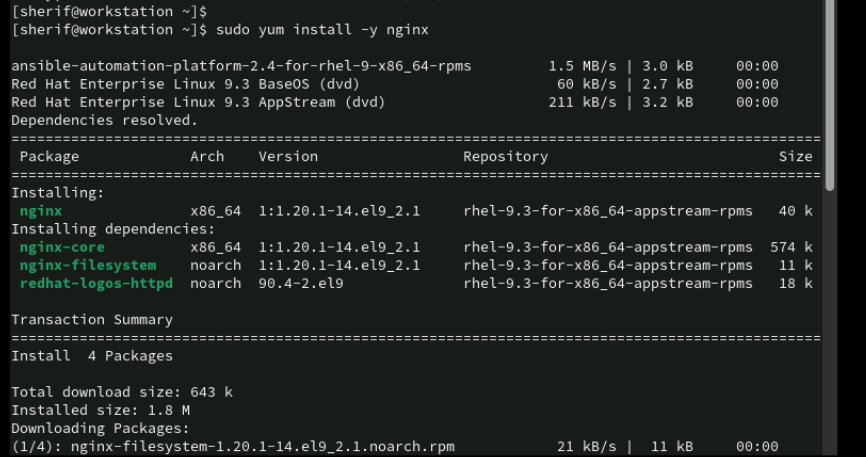 [sherif@workstation ~]$
[sherif@workstation ~]$ sudo yum install -y nginx
ansible-automation-platform-2.4-for-rhel-9-x86_64-rpms 1.5 MB/s | 3.0 kB 00:00
Red Hat Enterprise Linux 9.3 BaseOS (dvd) 60 kB/s | 2.7 kB 00:00
Red Hat Enterprise Linux 9.3 AppStream (dvd) 211 kB/s | 3.2 kB 00:00
Dependencies resolved.
================================================================================
Package Arch Version Repository Size
================================================================================
Installing:
nginx x86_64 1:1.20.1-14.el9_2.1 rhel-9.3-for-x86_64-appstream-rpms 40 k
Installing dependencies:
nginx-core x86_64 1:1.20.1-14.el9_2.1 rhel-9.3-for-x86_64-appstream-rpms 574 k
nginx-filesystem noarch 1:1.20.1-14.el9_2.1 rhel-9.3-for-x86_64-appstream-rpms 11 k
redhat-logos-httpd noarch 90.4-2.el9 rhel-9.3-for-x86_64-appstream-rpms 18 k
Transaction Summary
================================================================================
Install 4 Packages
Total download size: 643 k
Installed size: 1.8 M
Downloading Packages:
(1/4): nginx-filesystem-1.20.1-14.el9_2.1.noarch.rpm 21 kB/s | 11 kB 00:00